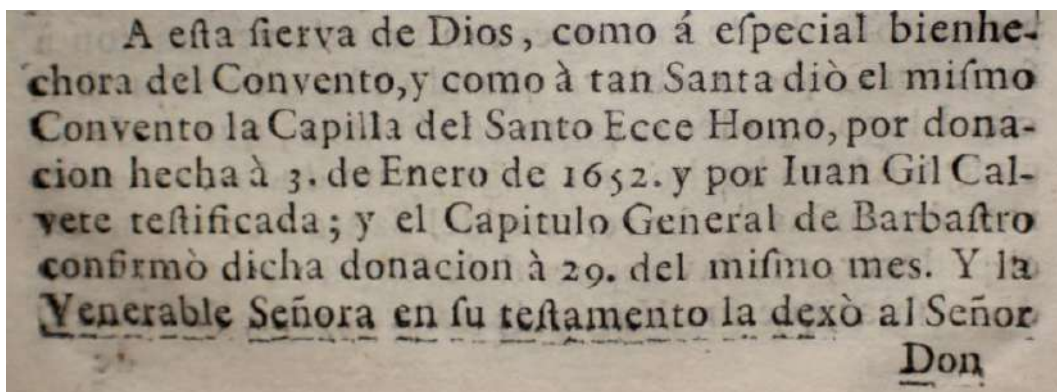 A eſta ſierva de Dios, como á eſpecial bienhe-
chora del Convento, y como à tan Santa diò el miſmo
Convento la Capilla del Santo Ecce Homo, por dona-
cion hecha à 3. de Enero de 1652. y por Iuan Gil Cal-
vete teſtificada; y el Capitulo General de Barbaſtro
confirmò dicha donacion à 29. del miſmo mes. Y la
Venerable Señora en ſu teſtamento la dexò al Señor
Don